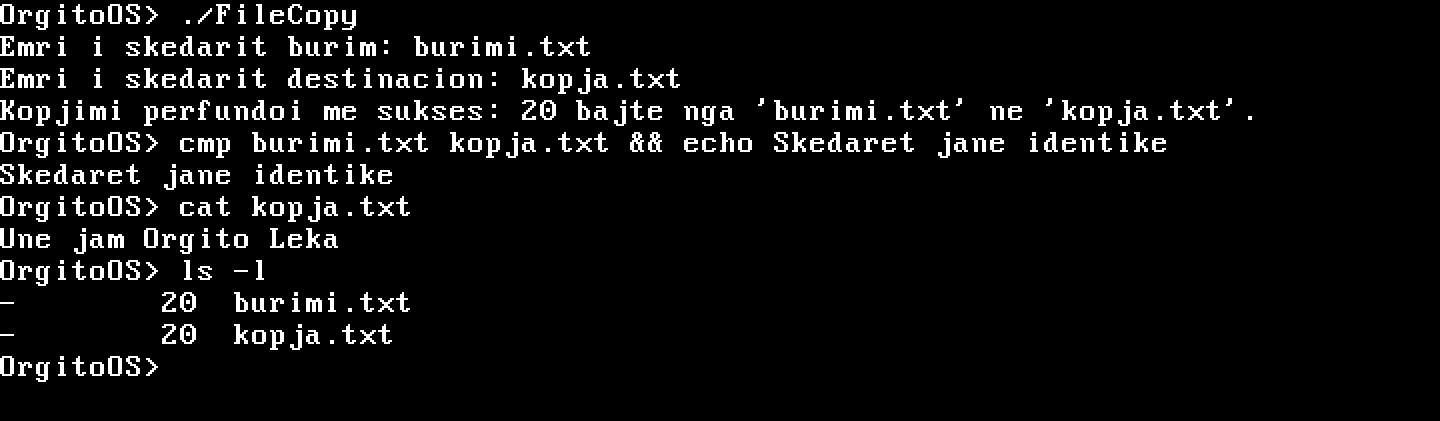 OrgitoOS> ./FileCopy
Emri i skedarit burim: burimi.txt
Emri i skedarit destinacion: kopja.txt
Kopjimi perfundoi me sukses: 20 bajte nga 'burimi.txt' ne 'kopja.txt'.
OrgitoOS> cmp burimi.txt kopja.txt && echo Skedaret jane identike
Skedaret jane identike
OrgitoOS> cat kopja.txt
Une jam Orgito Leka
OrgitoOS> ls -l
-        20  burimi.txt
-        20  kopja.txt
OrgitoOS>